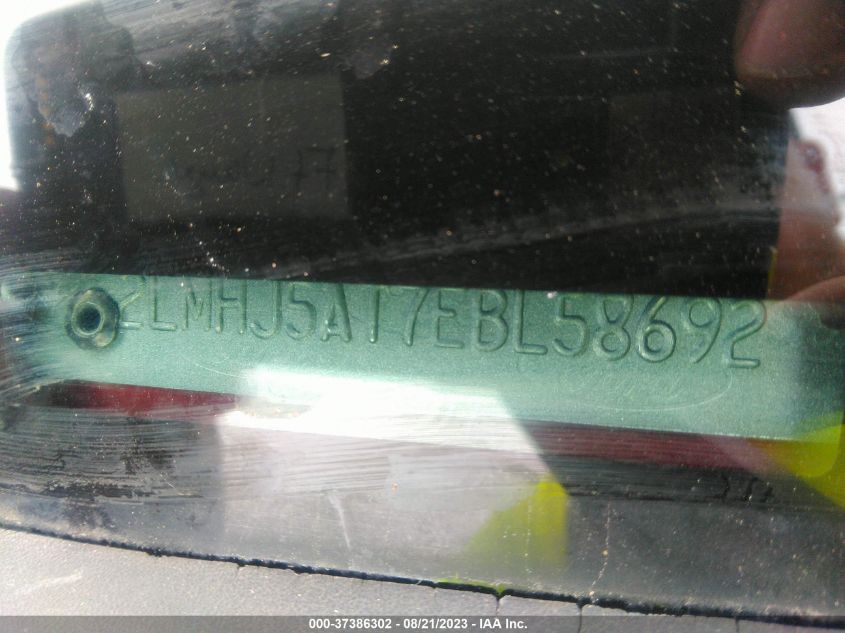 2LMHJ5AT7EBL58692
000-37386302 - 08/21/2023 - IAA Inc.